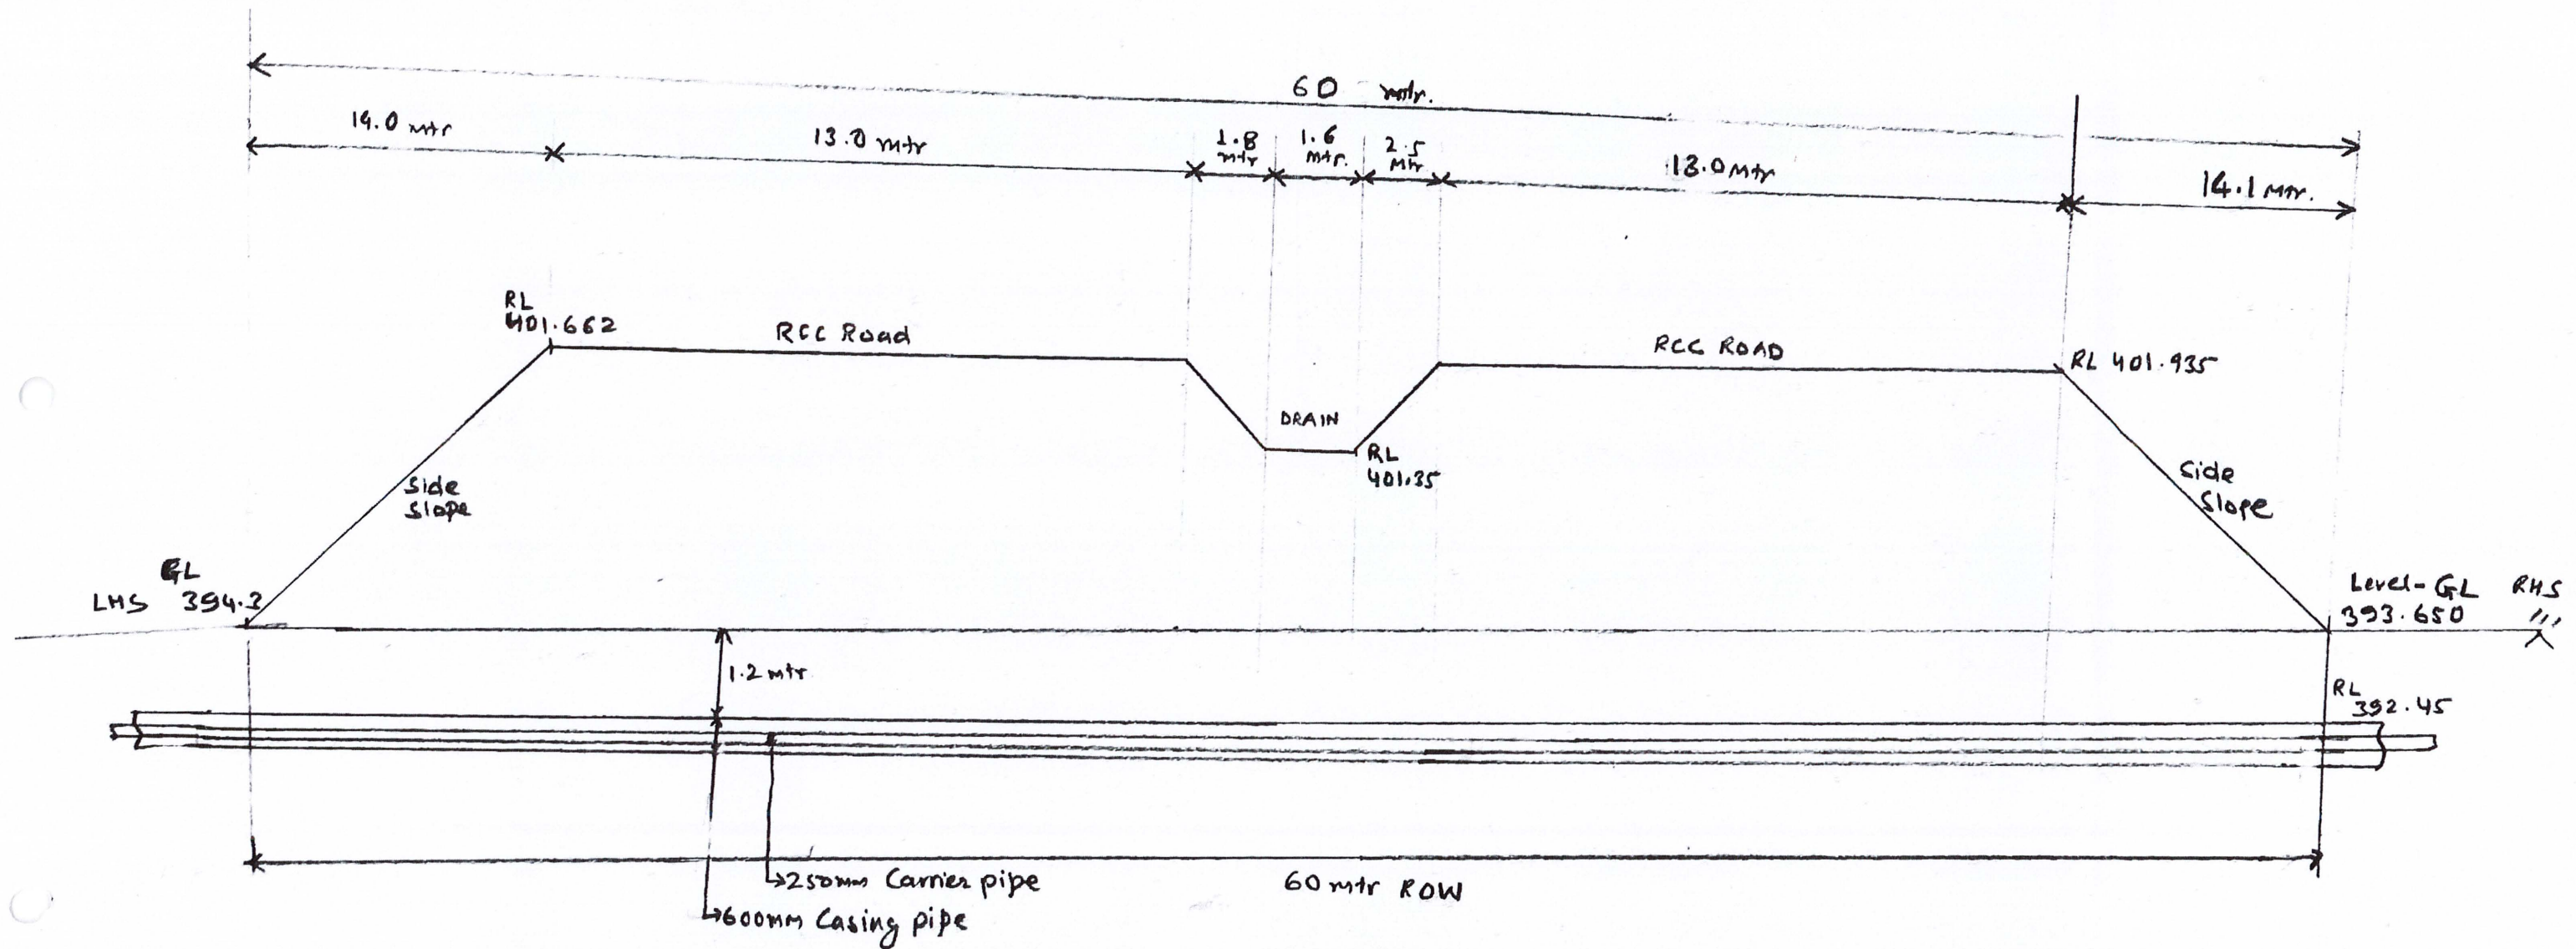 60 mtr.
14.0 mtr
13.0 mtr
1.8
mtr
1.6
mtr.
2.5
mtr.
13.0 mtr
14.1 mtr.
RL
401.662
RCC Road
RCC ROAD
RL 401.935
DRAIN
RL
401.35
Side
Slope
Side
Slope
GL
LHS 394.3
Level-GL RHS
393.650
1.2 mtr
RL
392.45
250mm Carrier pipe
600mm Casing pipe
60 mtr ROW